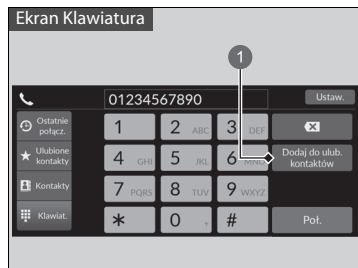 Ekran Klawiatura
1
01234567890
Ustaw.
Ostatnie
połącz.
1
2 ABC
3 DEF
Ulubione
kontakty
4 GHI
5 JKL
6 MNO
Dodaj do ulub.
kontaktów
Kontakty
7 PQRS
8 TUV
9 WXYZ
Klawiat.
*
0 +
#
Poł.